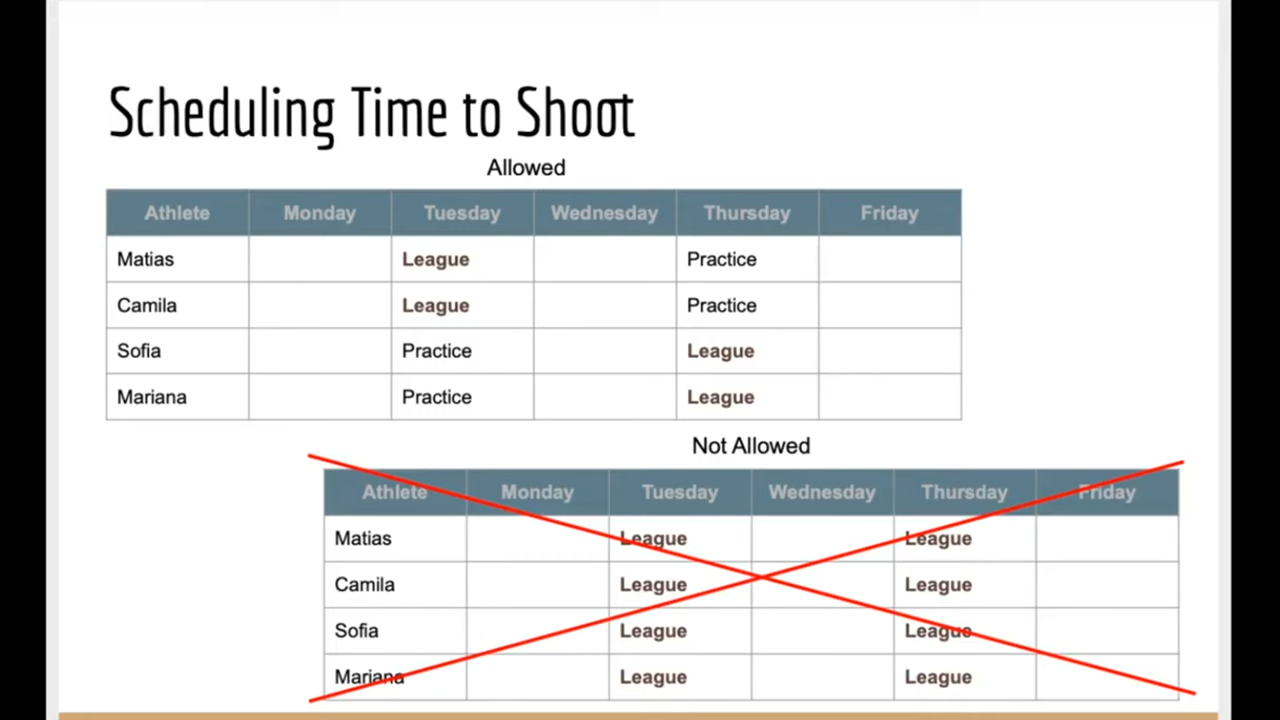 Scheduling Time to Shoot
Allowed
Athlete Monday Tuesday Wednesday Thursday Friday
Matias League Practice
Camila League Practice
Sofia Practice League
Mariana Practice League
Not Allowed
Athlete Monday Tuesday Wednesday Thursday Friday
Matias League League
Camila League League
Sofia League League
Mariana League League